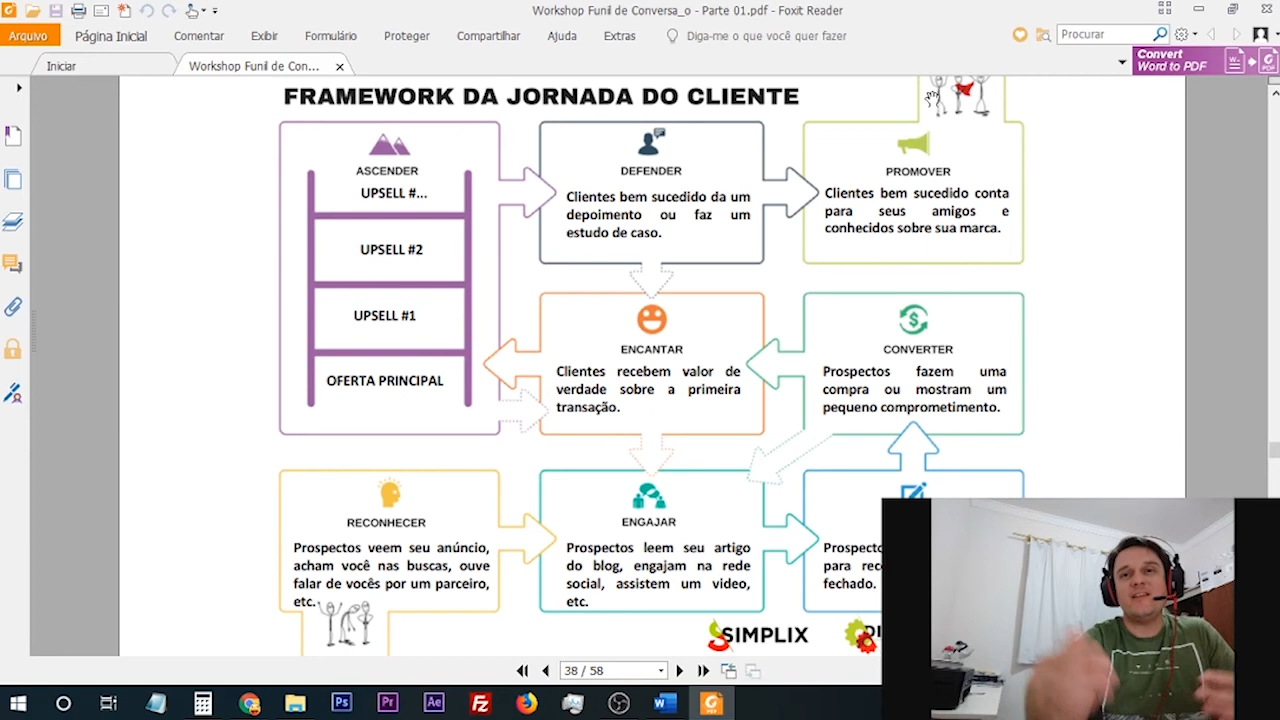 Workshop Funil de Conversa_o - Parte 01.pdf - Foxit Reader
Arquivo
Página Inicial
Comentar
Exibir
Formulário
Proteger
Compartilhar
Ajuda
Extras
Diga-me o que você quer fazer
Procurar
Iniciar
Workshop Funil de Con...
Convert
Word to PDF
FRAMEWORK DA JORNADA DO CLIENTE
ASCENDER
UPSELL #...
UPSELL #2
UPSELL #1
OFERTA PRINCIPAL
DEFENDER
Clientes bem sucedido da um
depoimento ou faz um
estudo de caso.
PROMOVER
Clientes bem sucedido conta
para seus amigos e
conhecidos sobre sua marca.
ENCANTAR
Clientes recebem valor de
verdade sobre a primeira
transação.
CONVERTER
Prospectos fazem uma
compra ou mostram um
pequeno comprometimento.
RECONHECER
Prospectos veem seu anúncio,
acham você nas buscas, ouve
falar de vocês por um parceiro,
etc.
ENGAJAR
Prospectos leem seu artigo
do blog, engajam na rede
social, assistem um video,
etc.
para
fechado.
SIMPLIX
38 / 58
Ps
Pr
Ae